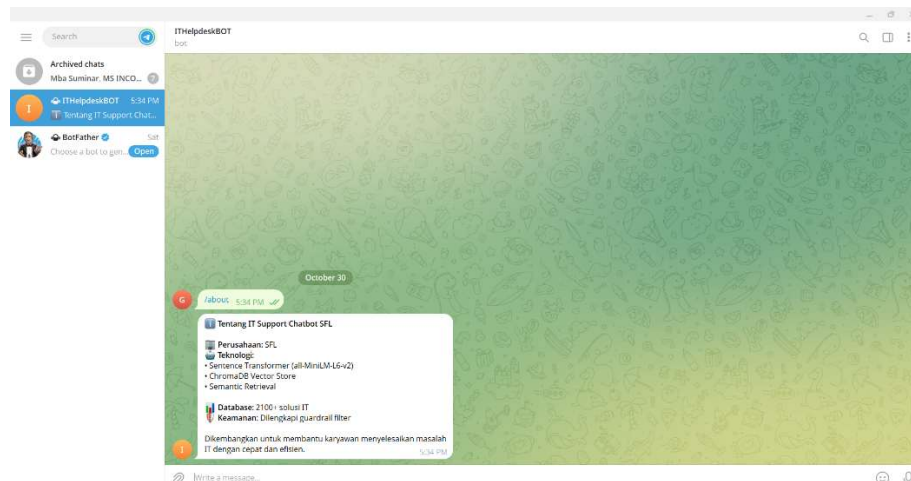 Search
Archived chats
Mba Suminar, MS INCO... 7
ITHelpdeskBOT 5:34 PM
Tentang IT Support Chat...
BotFather Sat
Choose a bot to gen... Open
ITHelpdeskBOT
bot
October 30
G
/about 5:34 PM
Tentang IT Support Chatbot SFL
Perusahaan: SFL
Teknologi:
• Sentence Transformer (all-MiniLM-L6-v2)
• ChromaDB Vector Store
• Semantic Retrieval
Database: 2100+ solusi IT
Keamanan: Dilengkapi guardrail filter
Dikembangkan untuk membantu karyawan menyelesaikan masalah
IT dengan cepat dan efisien.
5:34 PM
I
Write a message...